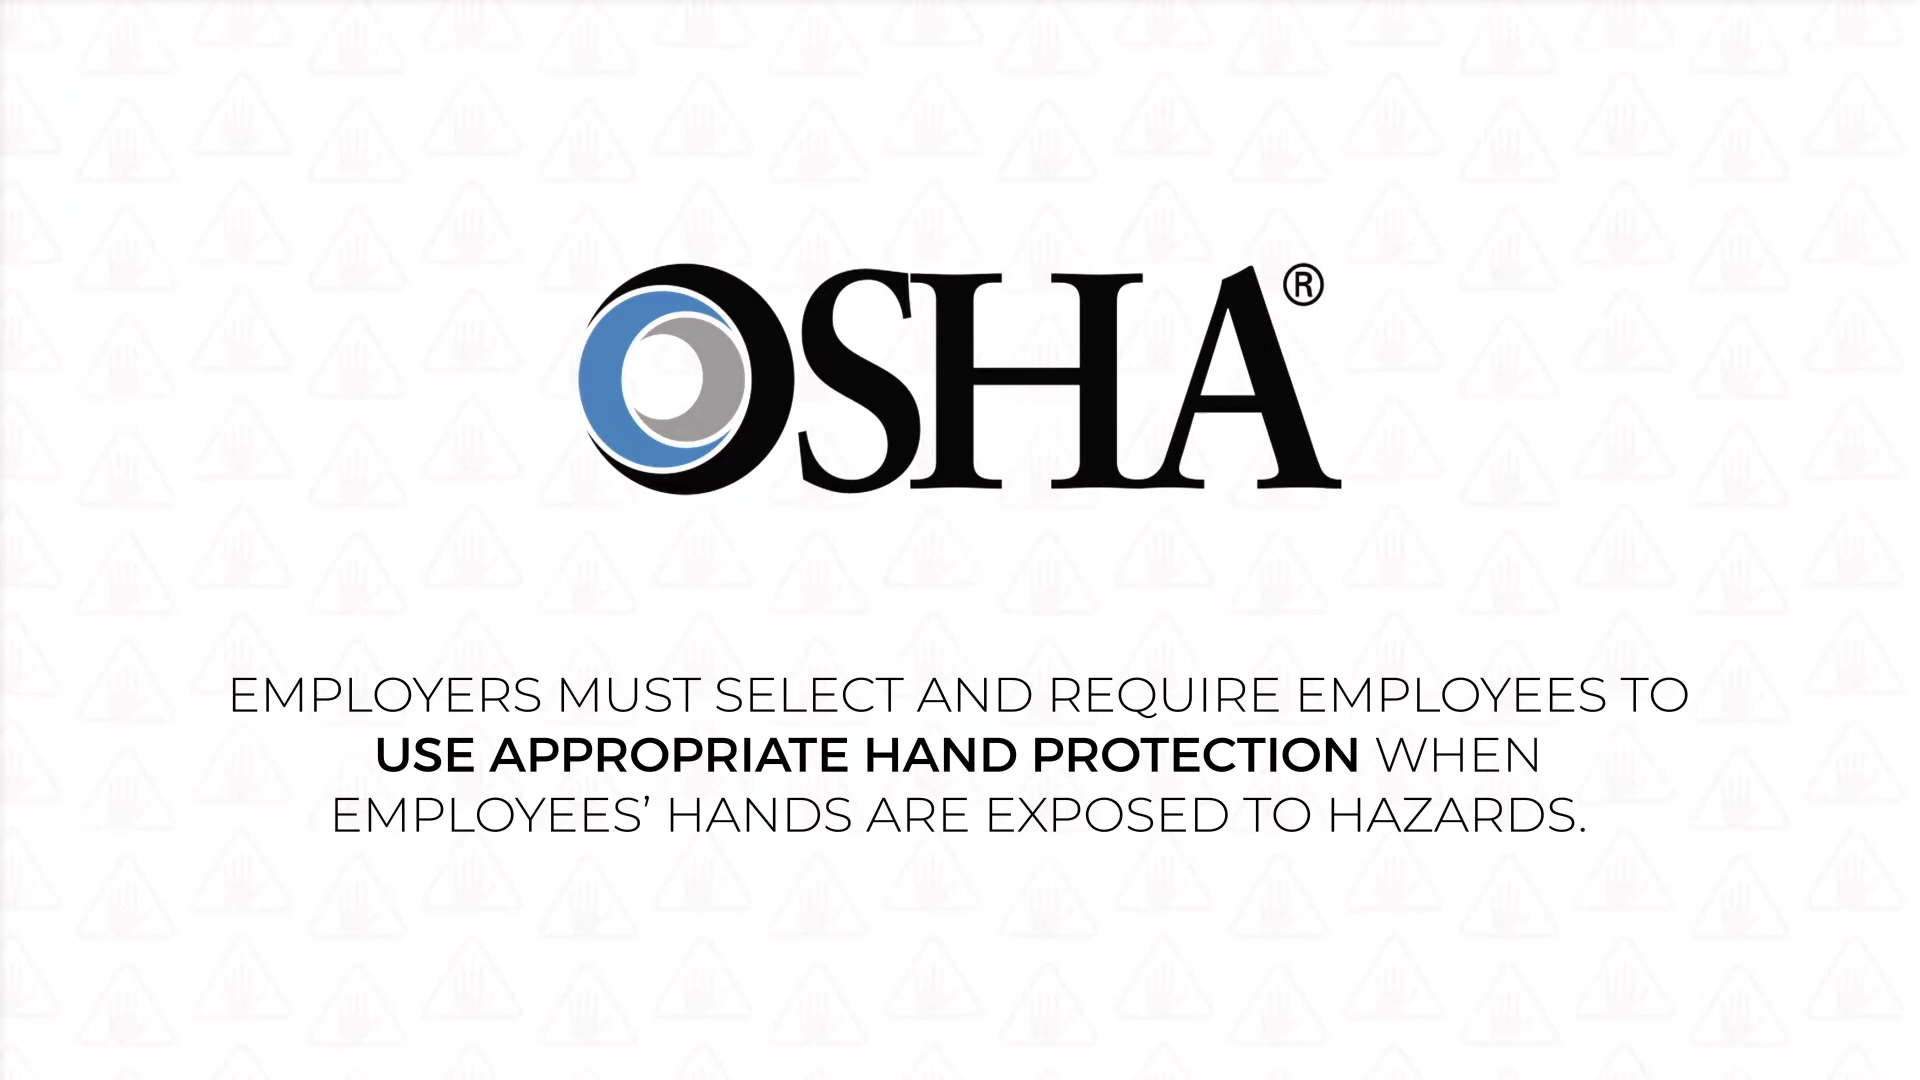 OSHA®
EMPLOYERS MUST SELECT AND REQUIRE EMPLOYEES TO
USE APPROPRIATE HAND PROTECTION WHEN
EMPLOYEES’ HANDS ARE EXPOSED TO HAZARDS.